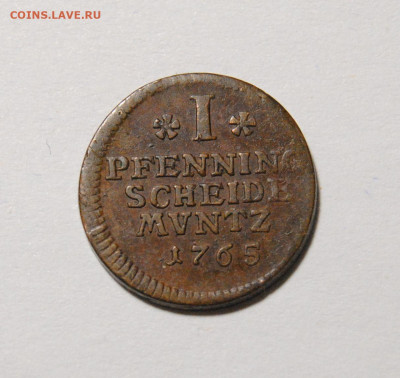 COINS.LAVE.RU
I
PFENNING
SCHEIDE
MVNTZ
1765